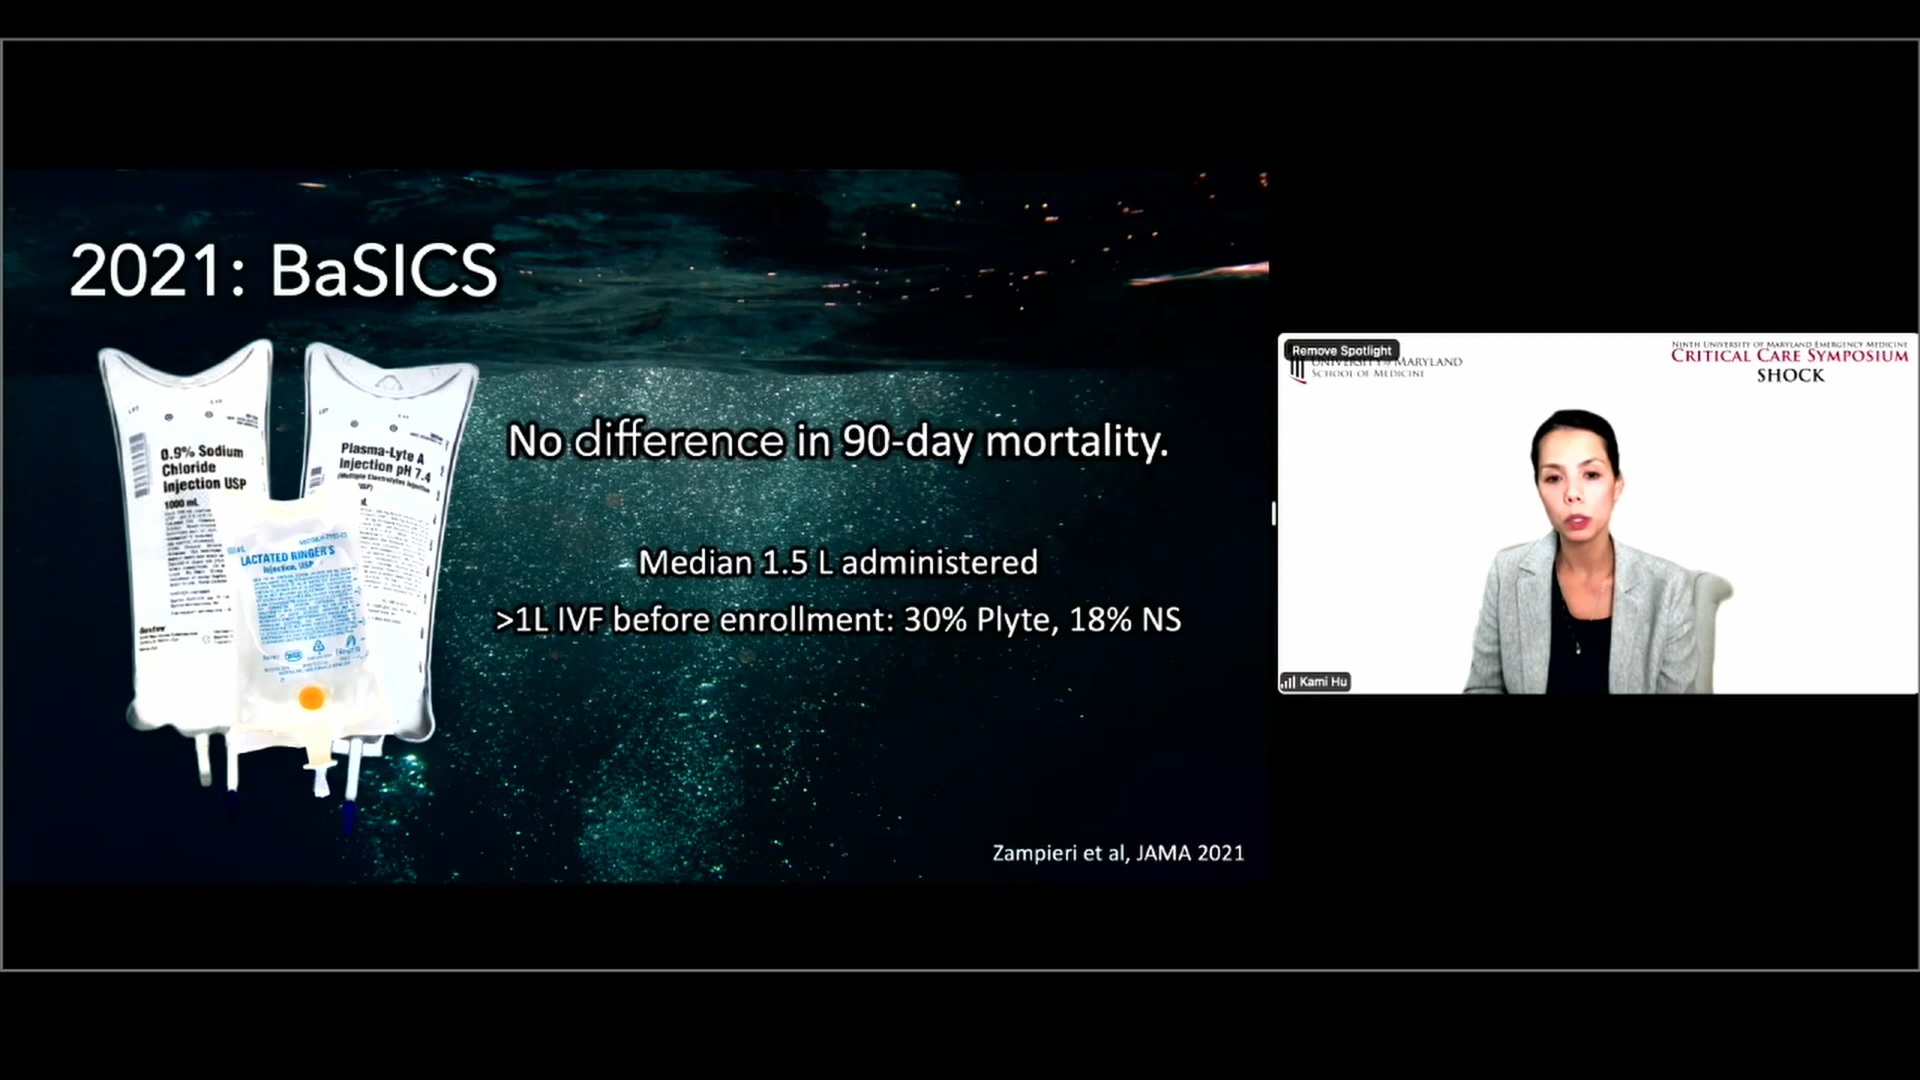 2021: BaSICS
0.9% Sodium
Chloride
Injection USP
1000 mL
Plasma-Lyte A
Injection pH 7.4
(Multiple Electrolytes Injection
USP)
LACTATED RINGER'S
Injection, USP
Baxter
No difference in 90-day mortality.
Median 1.5 L administered
>1L IVF before enrollment: 30% Plyte, 18% NS
Zampieri et al, JAMA 2021
Remove Spotlight
UNIVERSITY of MARYLAND
SCHOOL OF MEDICINE
NINTH UNIVERSITY OF MARYLAND EMERGENCY MEDICINE
CRITICAL CARE SYMPOSIUM
SHOCK
Kami Hu